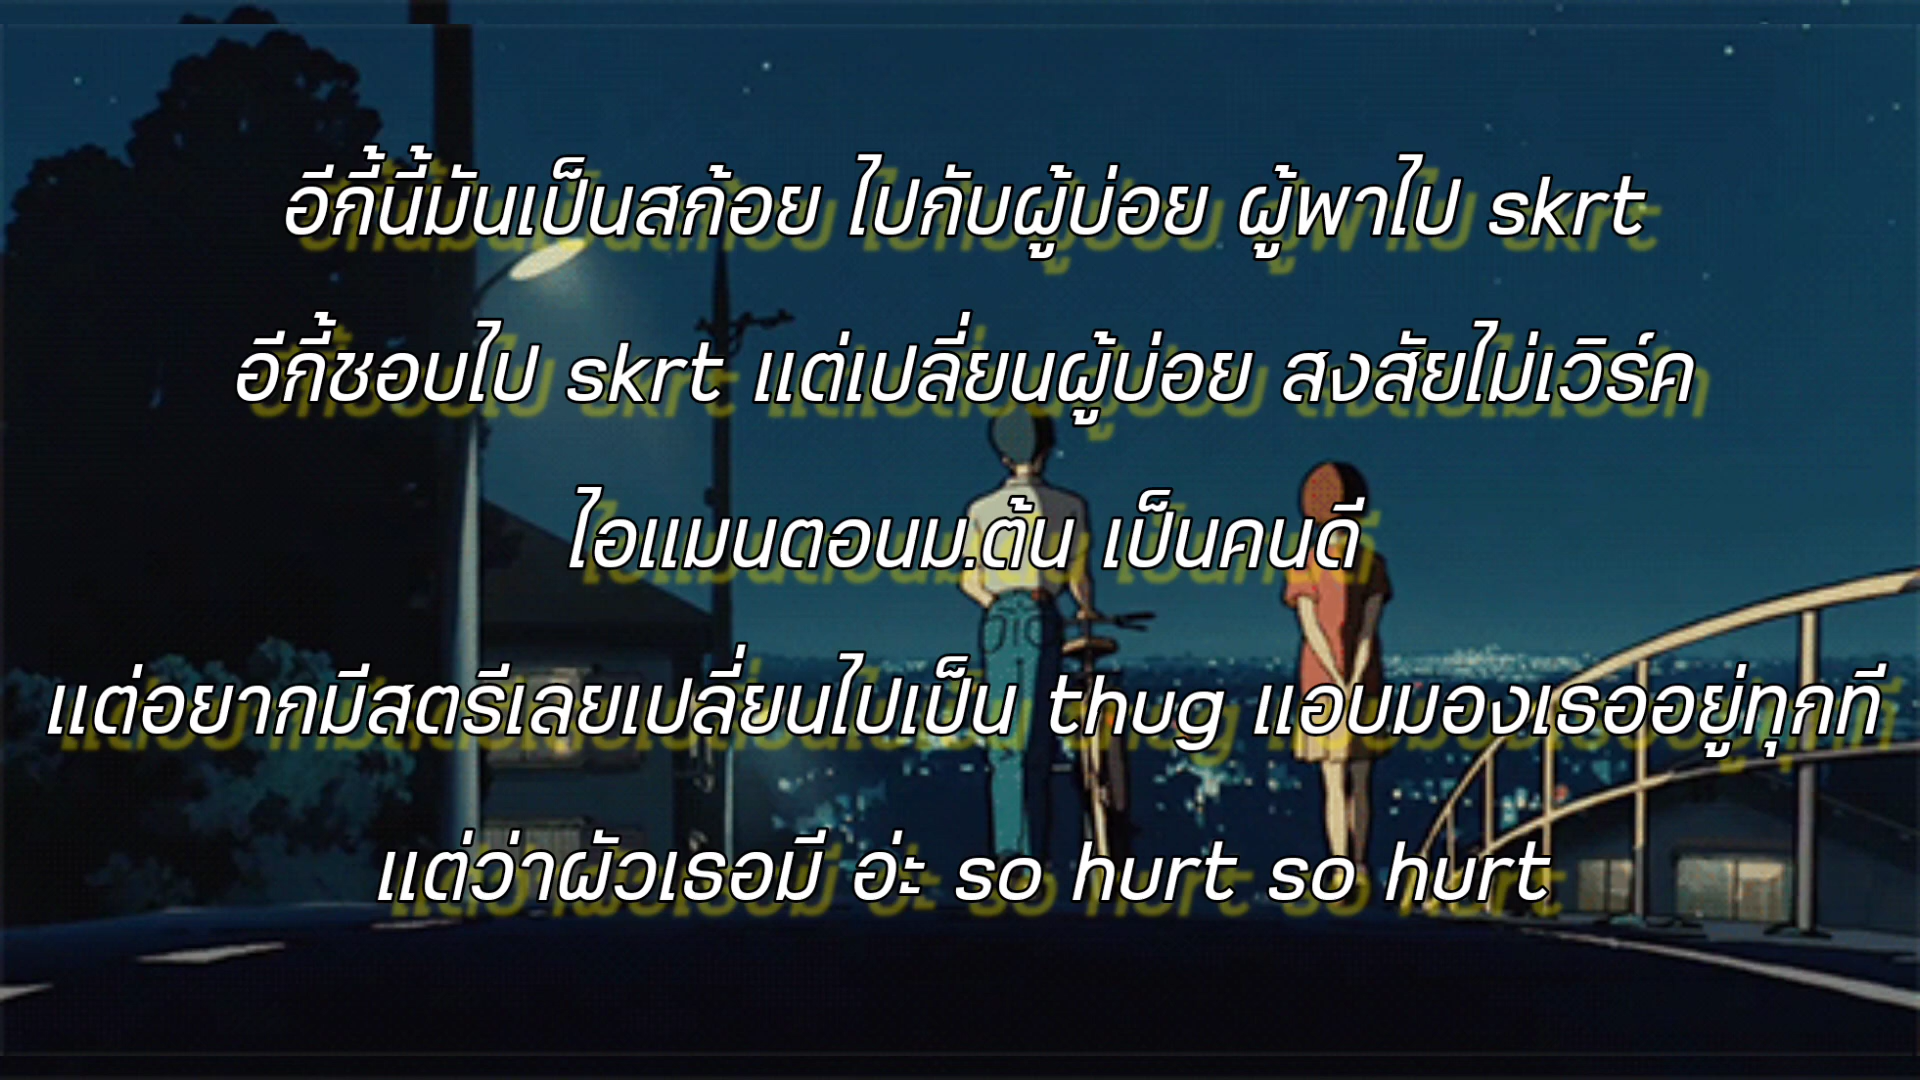 อีกี้นี้มันเป็นสก้อย ไปกับผู้บ่อย ผู้พาไป skrt
อีกี้ชอบไป skrt แต่เปลี่ยนผู้บ่อย สงสัยไม่เวิร์ค
ไอแมนตอนม.ต้น เป็นคนดี
แต่อยากมีสตรีเลยเปลี่ยนไปเป็น thug แอบมองเธออยู่ทุกที
แต่ว่าผัวเธอมี อ่ะ so hurt so hurt